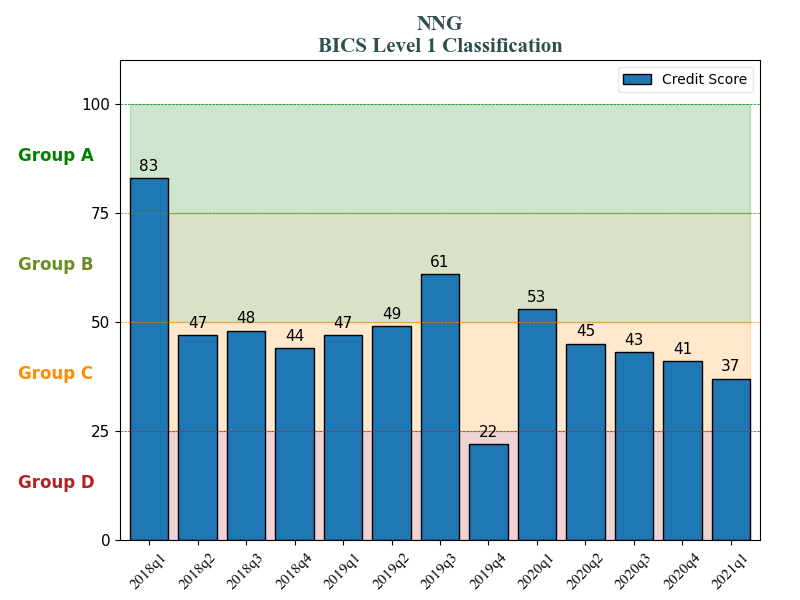 NNG
BICS Level 1 Classification
Credit Score
100
Group A
83
75
Group B
61
53
50
47
48
44
47
49
45
43
41
37
Group C
25
22
Group D
0
2018q1
2018q2
2018q3
2018q4
2019q1
2019q2
2019q3
2019q4
2020q1
2020q2
2020q3
2020q4
2021q1